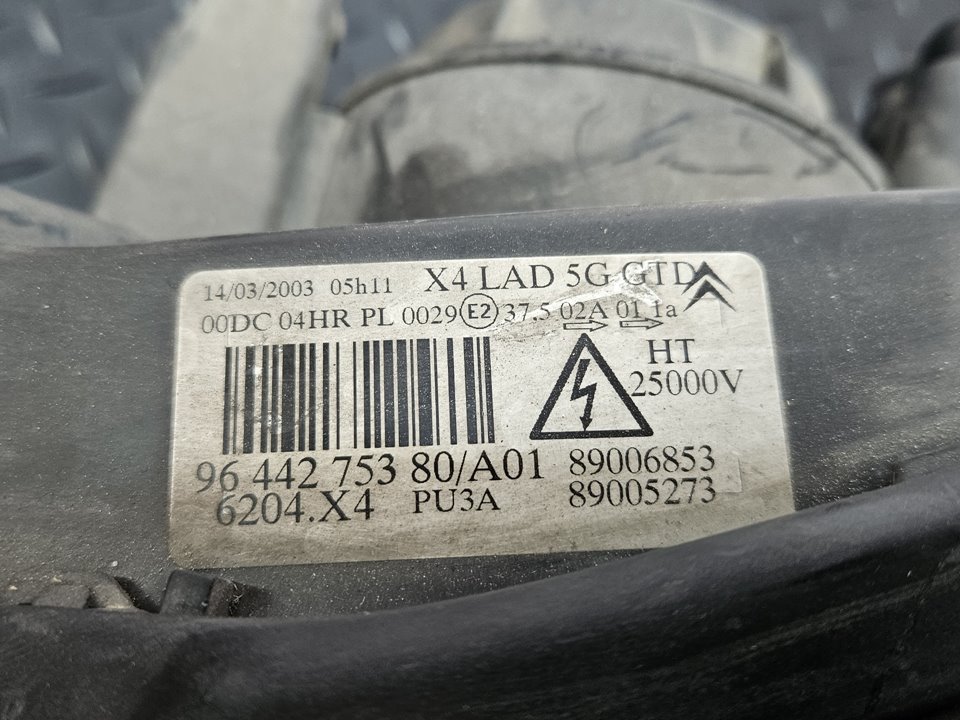 14/03/2003 05h11 X4 LAD 5G GTD
00DC 04HR PL 0029 E2 37.5 02A 01 1a
HT
25000V
96 442 753 80/A01 89006853
6204.X4 PU3A 89005273